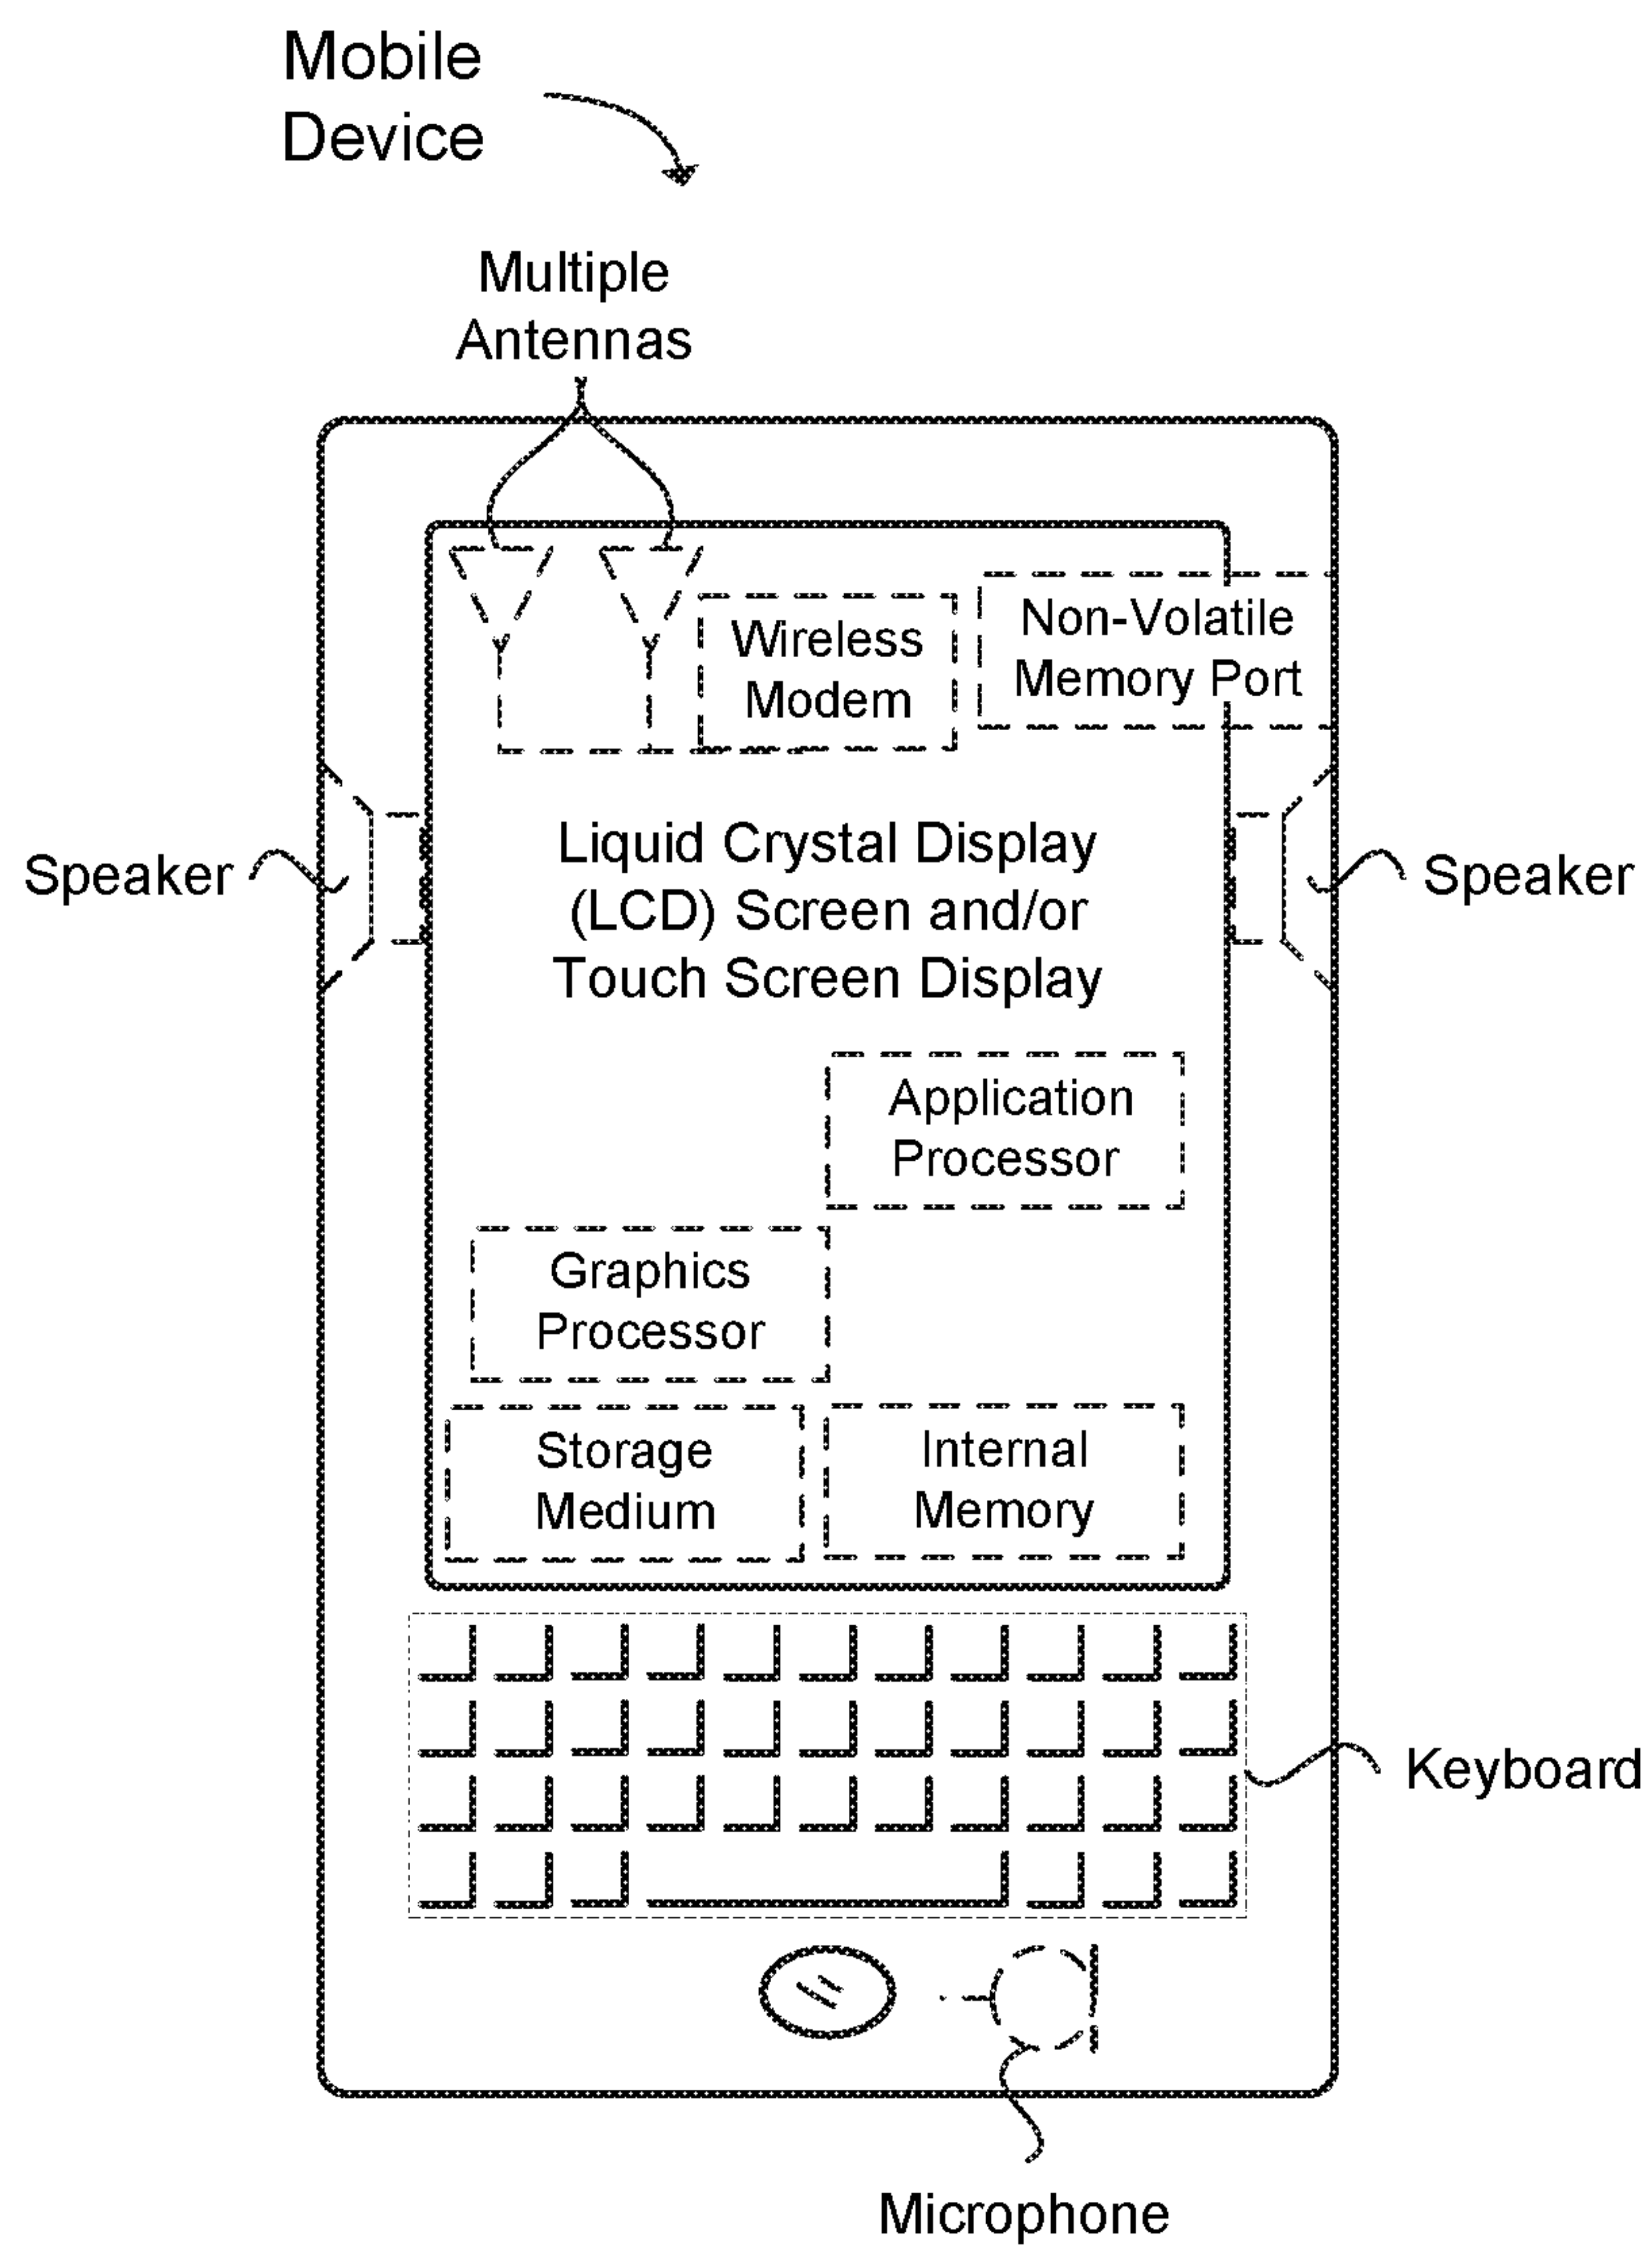 Mobile
Device
Multiple
Antennas
Wireless
Modem
Non-Volatile
Memory Port
Speaker
Liquid Crystal Display
(LCD) Screen and/or
Touch Screen Display
Speaker
Application
Processor
Graphics
Processor
Storage
Medium
Internal
Memory
Keyboard
Microphone